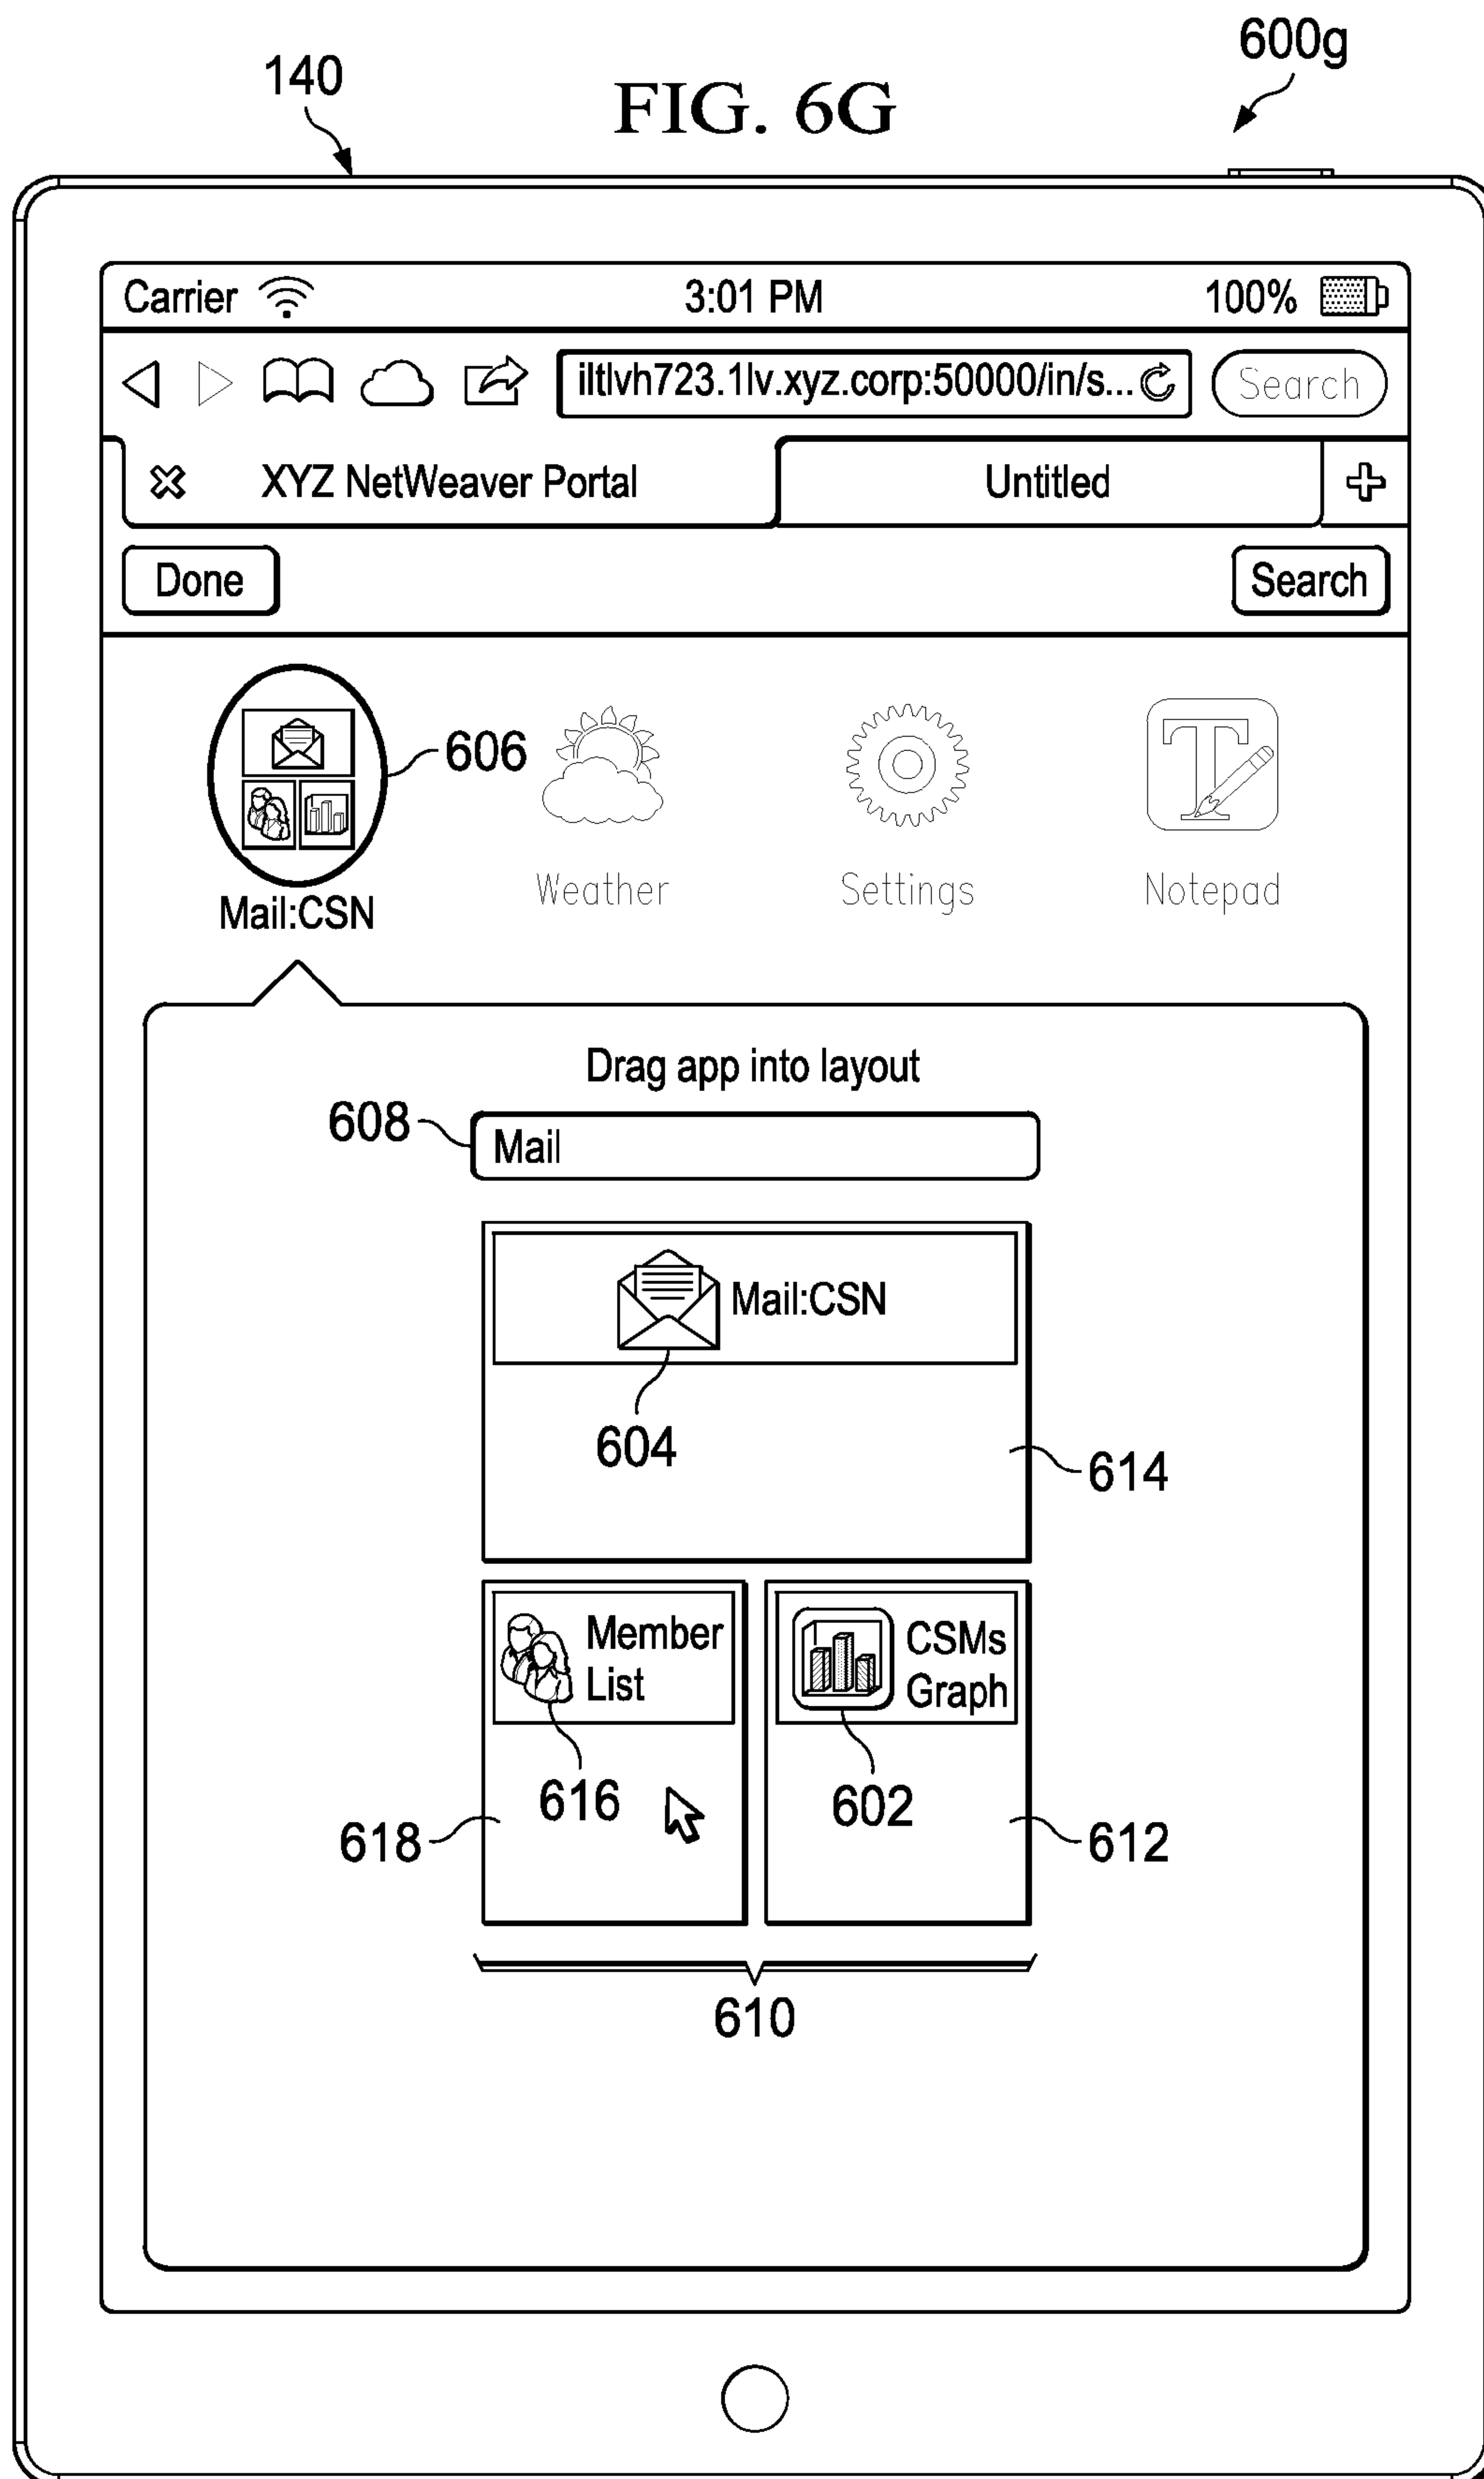 600g
140
FIG. 6G
Carrier 3:01 PM 100%
iltlvh723.1lv.xyz.corp:50000/in/s... Search
XYZ NetWeaver Portal Untitled
Done Search
606
Mail:CSN Weather Settings Notepad
Drag app into layout
608
Mail
Mail:CSN
604
614
Member List
CSMs Graph
616
602
618
612
610